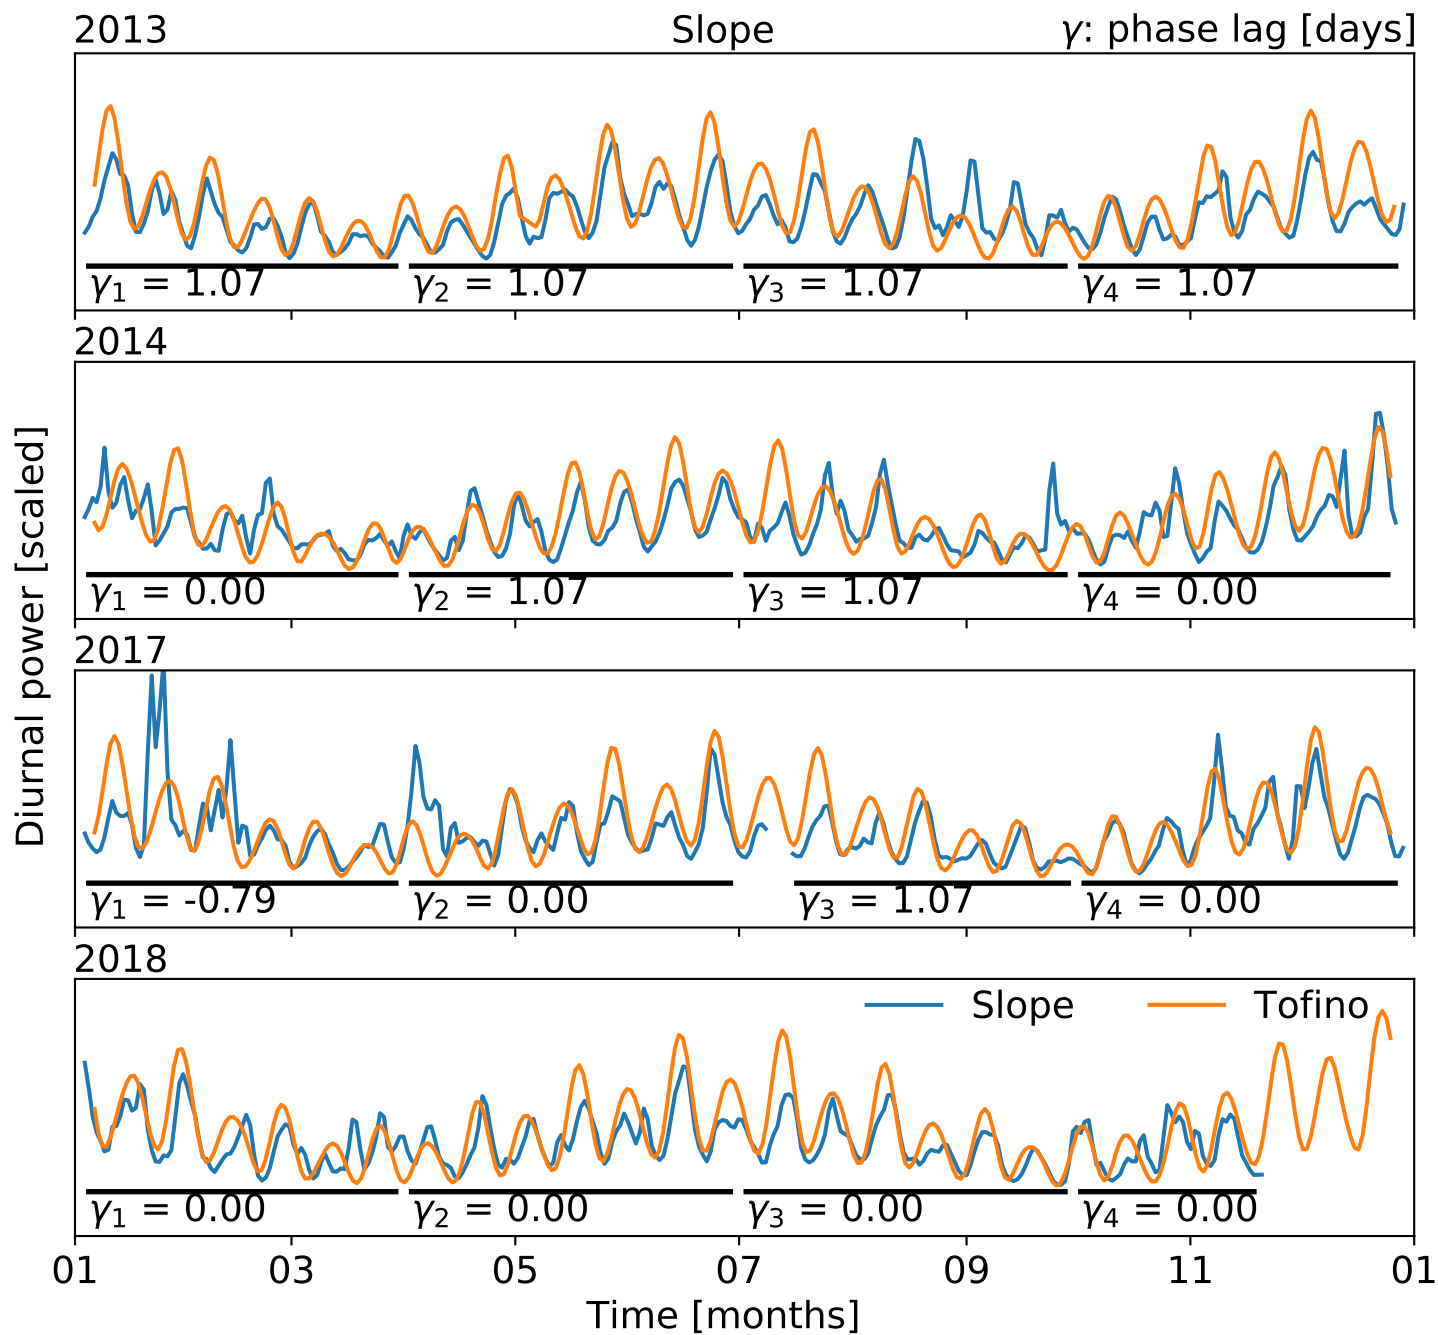 2013 Slope γ: phase lag [days]
γ₁ = 1.07 γ₂ = 1.07 γ₃ = 1.07 γ₄ = 1.07
2014
γ₁ = 0.00 γ₂ = 1.07 γ₃ = 1.07 γ₄ = 0.00
Diurnal power [scaled]
2017
γ₁ = -0.79 γ₂ = 0.00 γ₃ = 1.07 γ₄ = 0.00
2018
Slope Tofino
γ₁ = 0.00 γ₂ = 0.00 γ₃ = 0.00 γ₄ = 0.00
01 03 05 07 09 11 01
Time [months]